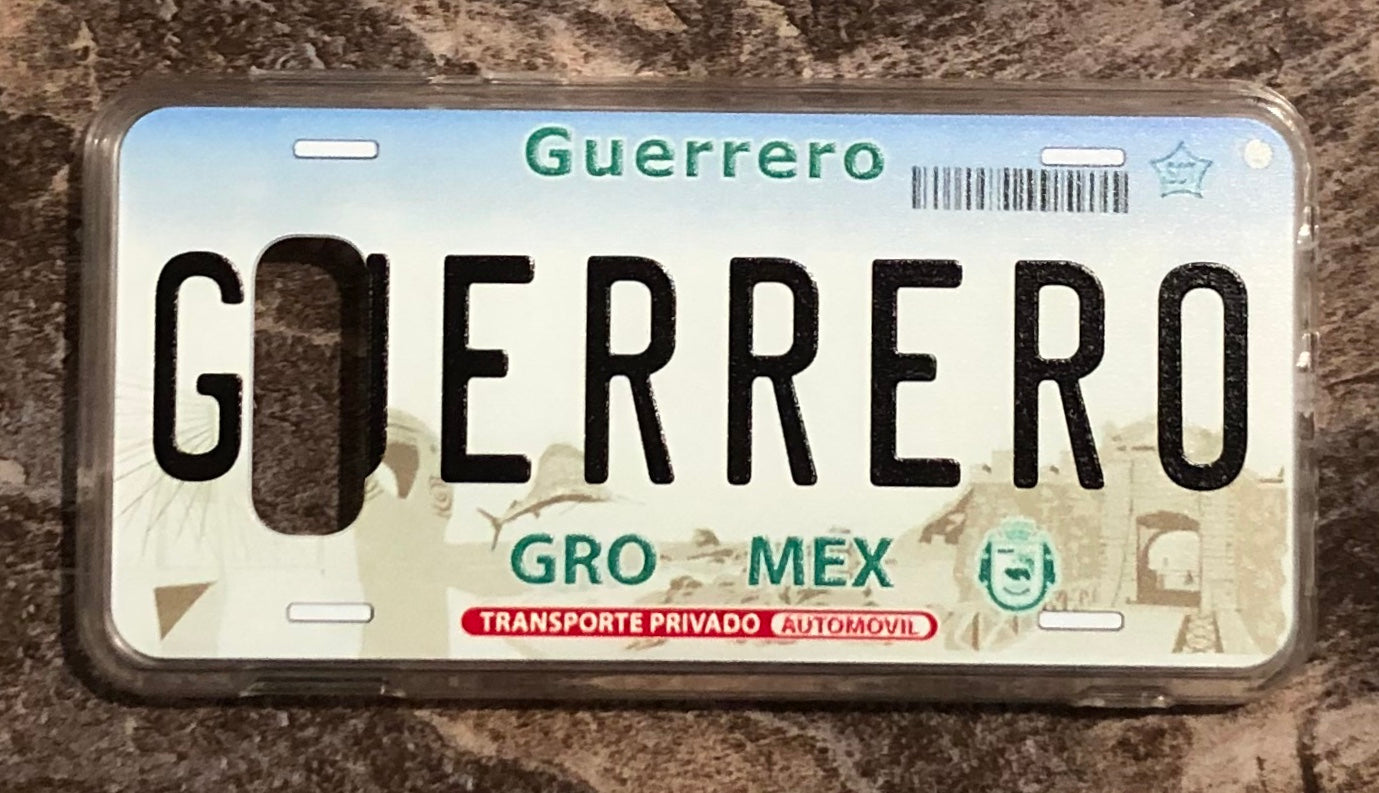 Guerrero
GUERRERO
GRO MEX
TRANSPORTE PRIVADO AUTOMOVIL